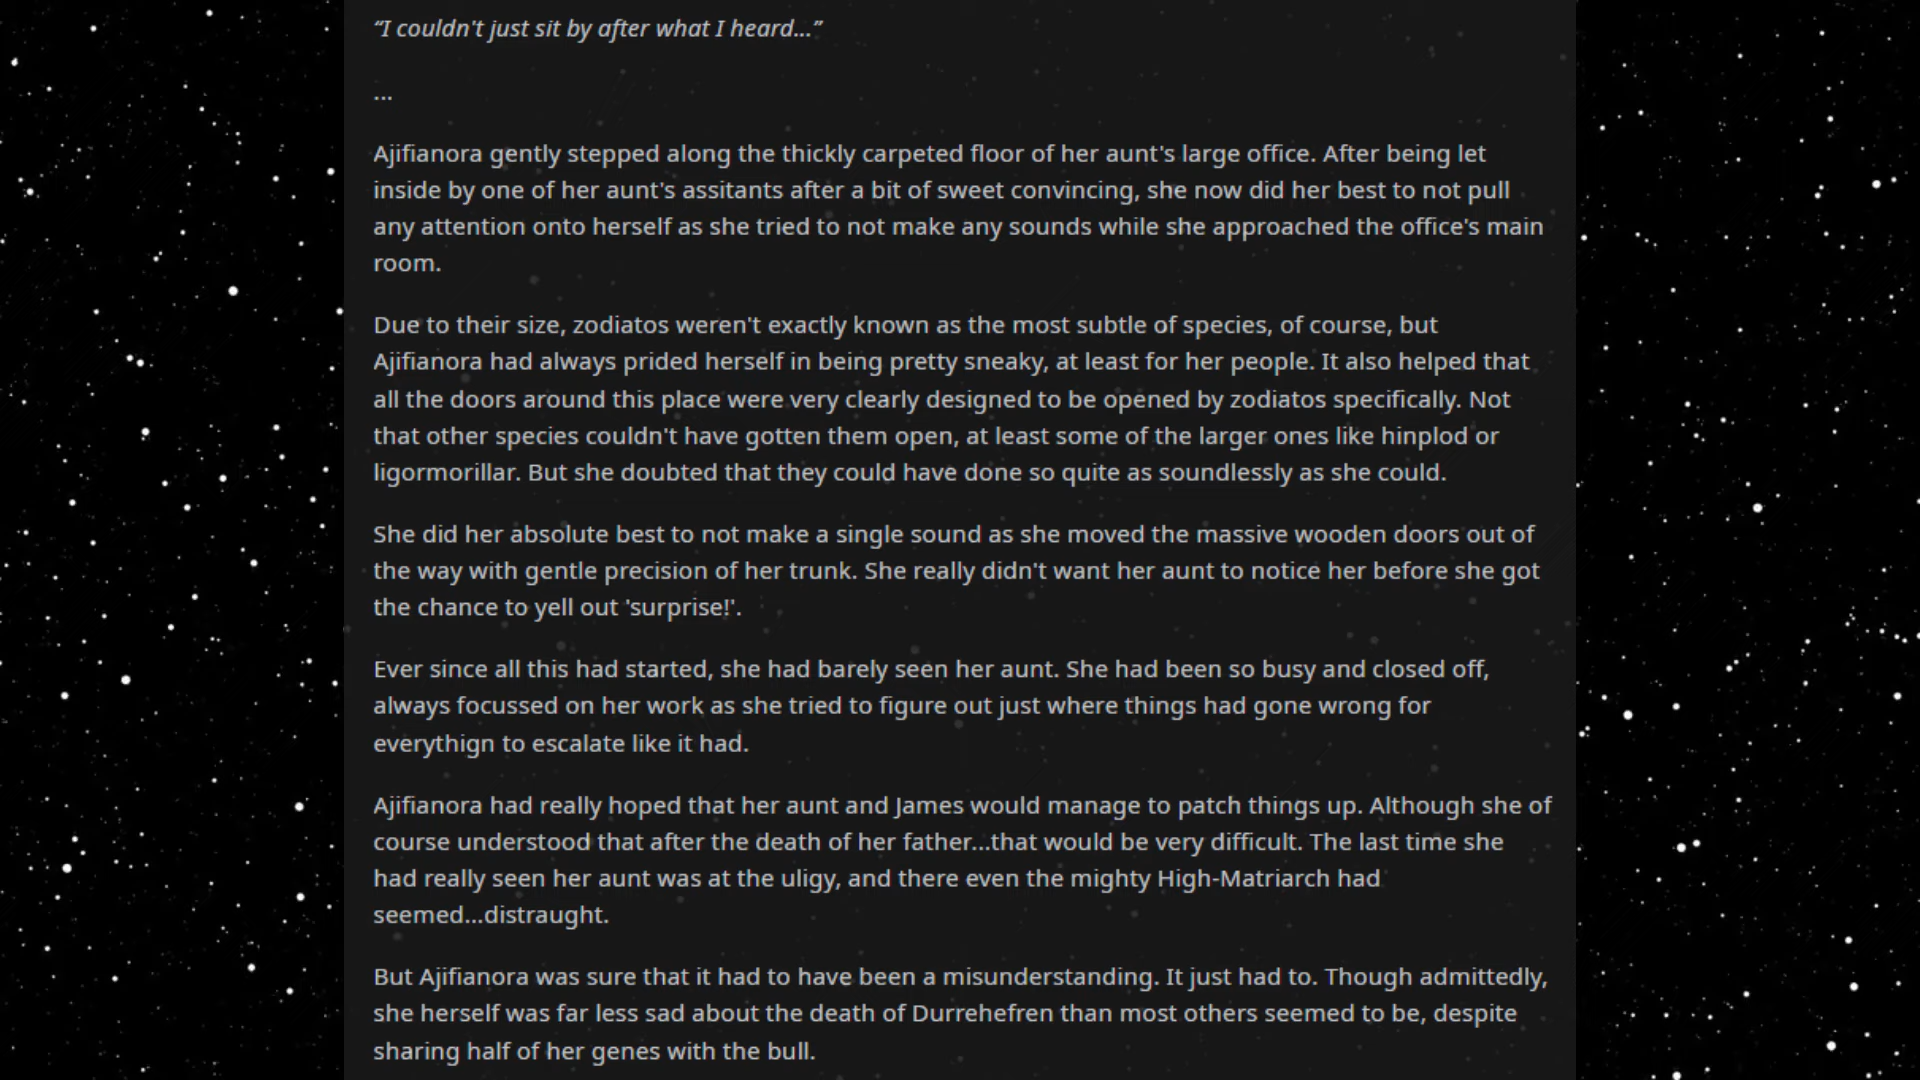 “I couldn't just sit by after what I heard...”
...
Ajifianora gently stepped along the thickly carpeted floor of her aunt's large office. After being let
inside by one of her aunt's assitants after a bit of sweet convincing, she now did her best to not pull
any attention onto herself as she tried to not make any sounds while she approached the office's main
room.
Due to their size, zodiatos weren't exactly known as the most subtle of species, of course, but
Ajifianora had always prided herself in being pretty sneaky, at least for her people. It also helped that
all the doors around this place were very clearly designed to be opened by zodiatos specifically. Not
that other species couldn't have gotten them open, at least some of the larger ones like hinplod or
ligormorillar. But she doubted that they could have done so quite as soundlessly as she could.
She did her absolute best to not make a single sound as she moved the massive wooden doors out of
the way with gentle precision of her trunk. She really didn't want her aunt to notice her before she got
the chance to yell out 'surprise!'.
Ever since all this had started, she had barely seen her aunt. She had been so busy and closed off,
always focussed on her work as she tried to figure out just where things had gone wrong for
everythign to escalate like it had.
Ajifianora had really hoped that her aunt and James would manage to patch things up. Although she of
course understood that after the death of her father...that would be very difficult. The last time she
had really seen her aunt was at the uligy, and there even the mighty High-Matriarch had
seemed...distraught.
But Ajifianora was sure that it had to have been a misunderstanding. It just had to. Though admittedly,
she herself was far less sad about the death of Durrehefren than most others seemed to be, despite
sharing half of her genes with the bull.